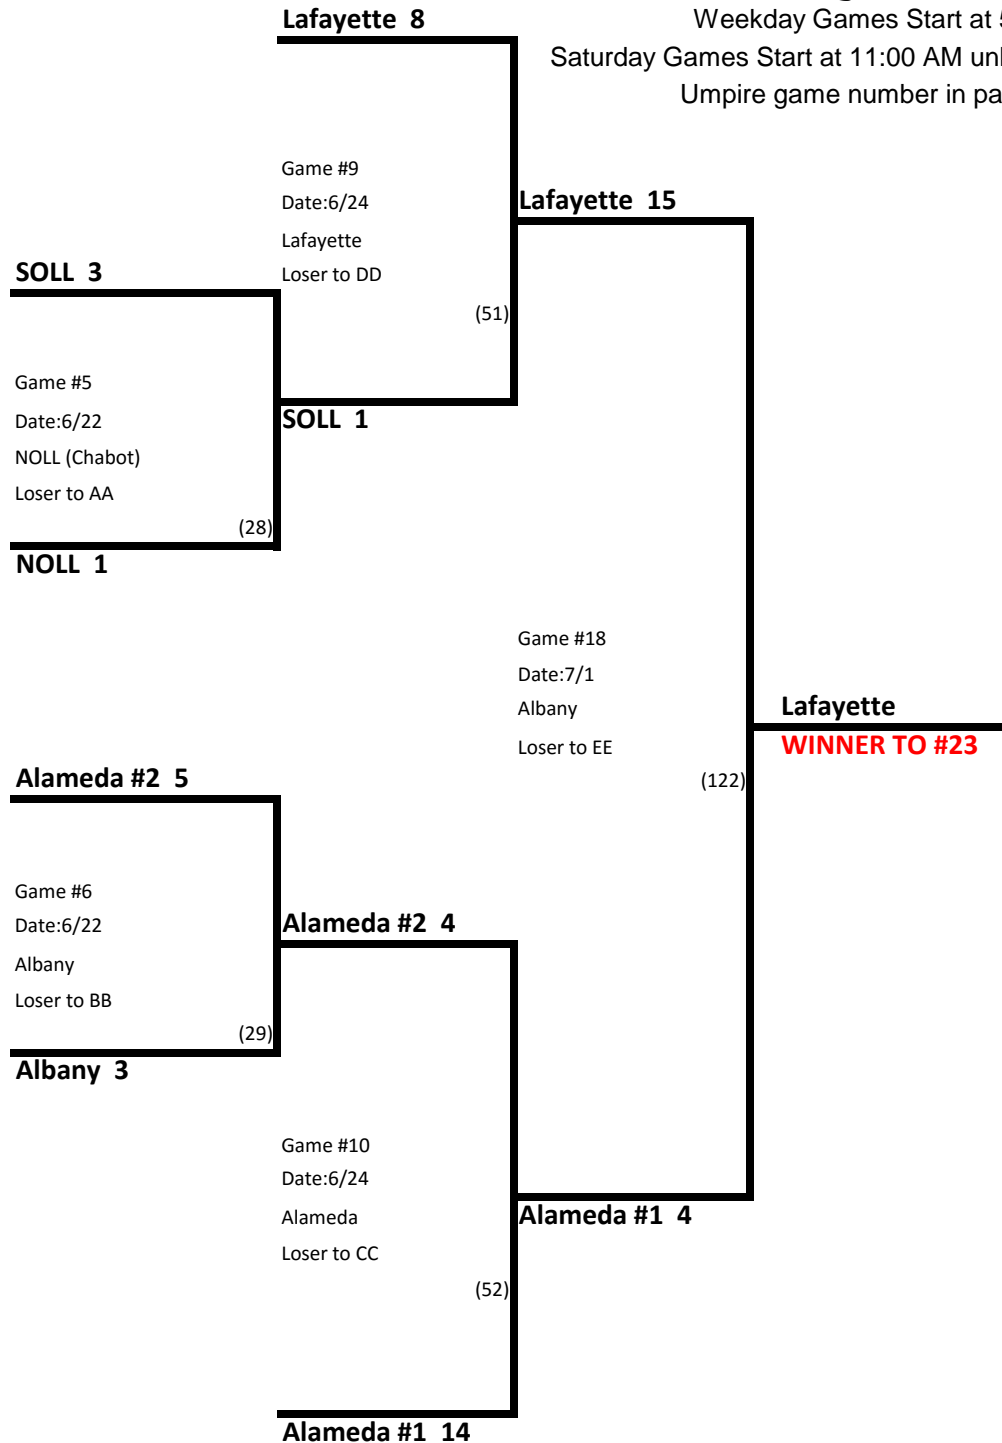 Lafayette 8
Weekday Games Start at
Saturday Games Start at 11:00 AM
Umpire game number in
Game #9
Date:6/24
Lafayette
Loser to DD
(51)
Lafayette 15
SOLL 3
Game #5
Date:6/22
NOLL (Chabot)
Loser to AA
(28)
NOLL 1
SOLL 1
Game #18
Date:7/1
Albany
Loser to EE
(122)
Lafayette
WINNER TO #23
Alameda #2 5
Game #6
Date:6/22
Albany
Loser to BB
(29)
Albany 3
Alameda #2 4
Game #10
Date:6/24
Alameda
Loser to CC
(52)
Alameda #1 4
Alameda #1 14